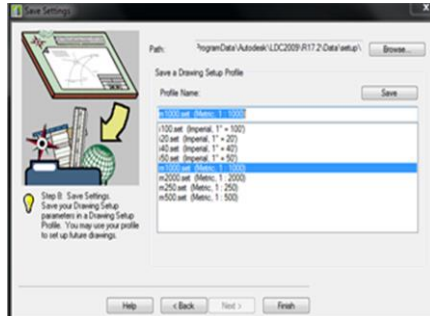 Save Settings
Path: ?rogramData\Autodesk\LDC2009\R17.2\Data\setup\ Browse...
Save a Drawing Setup Profile
Profile Name: Save
m1000.set (Metric, 1 : 1000)
i100.set (Imperial, 1" = 100')
i20.set (Imperial, 1" = 20')
i40.set (Imperial, 1" = 40')
i50.set (Imperial, 1" = 50')
m1000.set (Metric, 1 : 1000)
m2000.set (Metric, 1 : 2000)
m250.set (Metric, 1 : 250)
m500.set (Metric, 1 : 500)
Step 8. Save Settings.
Save your Drawing Setup
parameters in a Drawing Setup
Profile. You may use your profile
to set up future drawings.
Help < Back Next > Finish